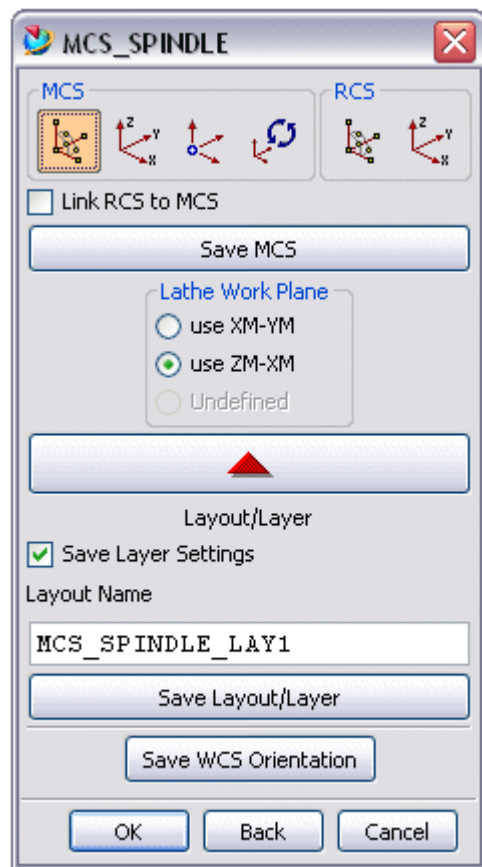 MCS_SPINDLE
MCS RCS
Z Y X Z Y X
Link RCS to MCS
Save MCS
Lathe Work Plane
use XM-YM
use ZM-XM
Undefined
Layout/Layer
Save Layer Settings
Layout Name
MCS_SPINDLE_LAY1
Save Layout/Layer
Save WCS Orientation
OK Back Cancel